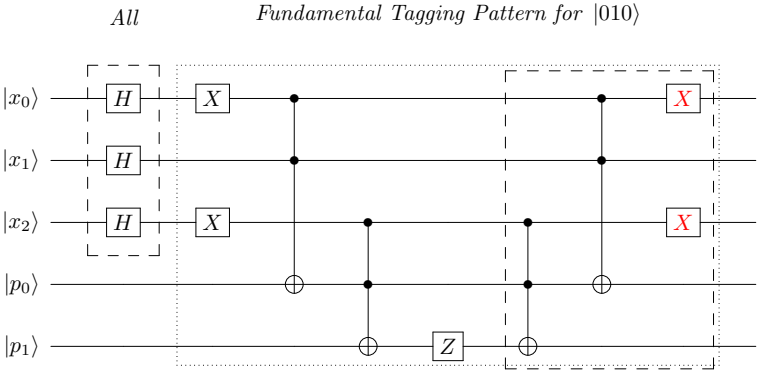 All Fundamental Tagging Pattern for |010⟩
|x₀⟩ H X X
|x₁⟩ H
|x₂⟩ H X X
|p₀⟩
|p₁⟩ Z